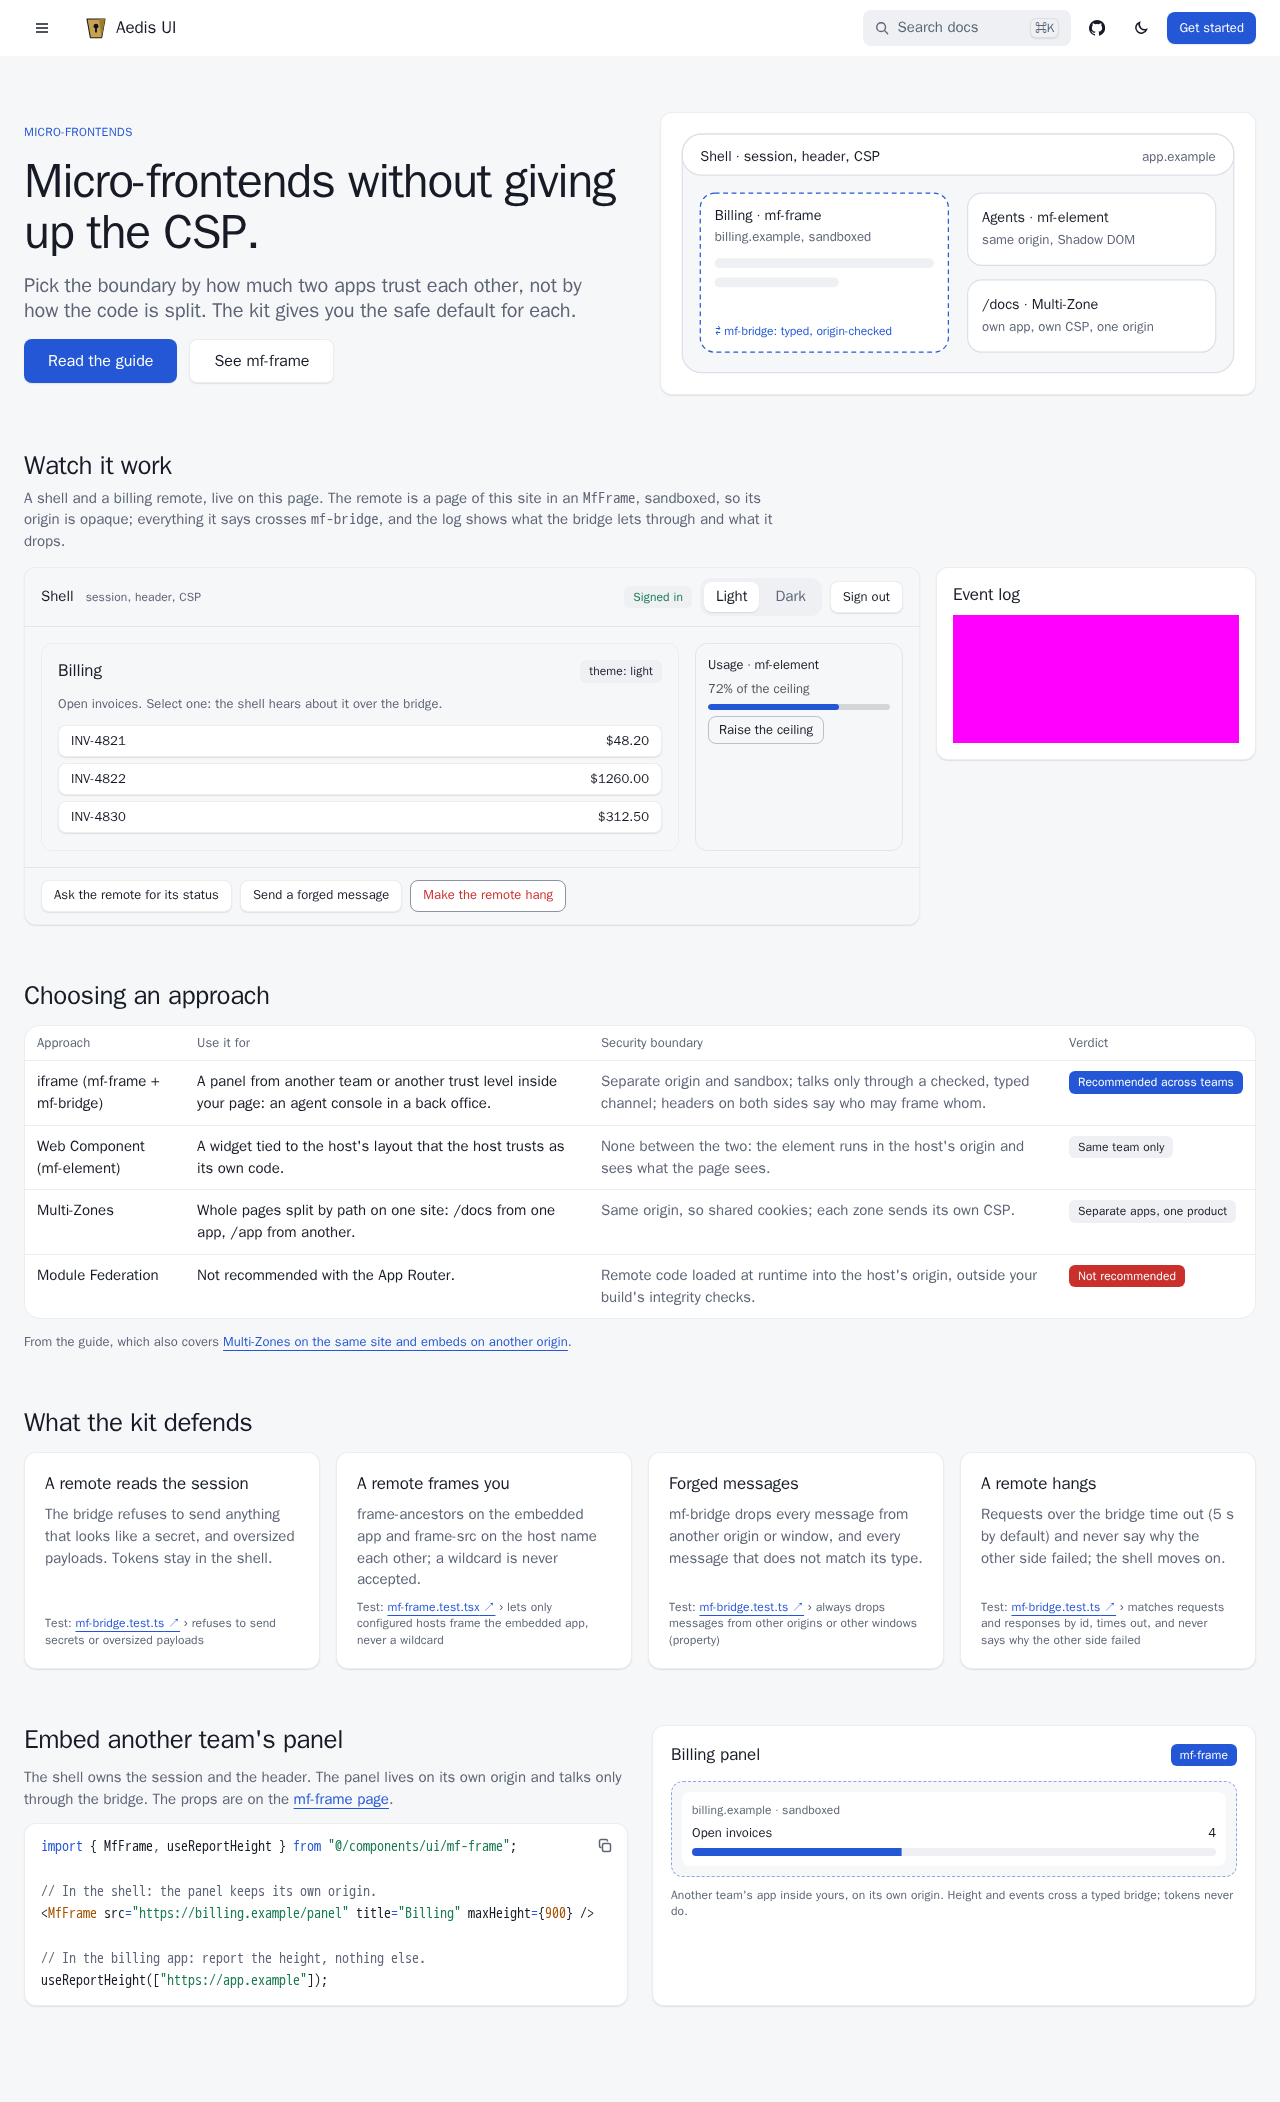 Aedis UI
Search docs
⌘K
Get started
MICRO-FRONTENDS
Micro-frontends without giving
up the CSP.
Pick the boundary by how much two apps trust each other, not by
how the code is split. The kit gives you the safe default for each.
Read the guide
See mf-frame
Shell · session, header, CSP
app.example
Billing · mf-frame
billing.example, sandboxed
⇄ mf-bridge: typed, origin-checked
Agents · mf-element
same origin, Shadow DOM
/docs · Multi-Zone
own app, own CSP, one origin
Watch it work
A shell and a billing remote, live on this page. The remote is a page of this site in an MfFrame, sandboxed, so its
origin is opaque; everything it says crosses mf-bridge, and the log shows what the bridge lets through and what it
drops.
Shell
session, header, CSP
Signed in
Light
Dark
Sign out
Billing
theme: light
Open invoices. Select one: the shell hears about it over the bridge.
INV-4821
$48.20
INV-4822
$1260.00
INV-4830
$312.50
Usage · mf-element
72% of the ceiling
Raise the ceiling
Ask the remote for its status
Send a forged message
Make the remote hang
Event log
Choosing an approach
Approach
Use it for
Security boundary
Verdict
iframe (mf-frame +
mf-bridge)
A panel from another team or another trust level inside
your page: an agent console in a back office.
Separate origin and sandbox; talks only through a checked, typed
channel; headers on both sides say who may frame whom.
Recommended across teams
Web Component
(mf-element)
A widget tied to the host's layout that the host trusts as
its own code.
None between the two: the element runs in the host's origin and
sees what the page sees.
Same team only
Multi-Zones
Whole pages split by path on one site: /docs from one
app, /app from another.
Same origin, so shared cookies; each zone sends its own CSP.
Separate apps, one product
Module Federation
Not recommended with the App Router.
Remote code loaded at runtime into the host's origin, outside your
build's integrity checks.
Not recommended
From the guide, which also covers Multi-Zones on the same site and embeds on another origin.
What the kit defends
A remote reads the session
The bridge refuses to send anything
that looks like a secret, and oversized
payloads. Tokens stay in the shell.
Test: mf-bridge.test.ts ↗ › refuses to send
secrets or oversized payloads
A remote frames you
frame-ancestors on the embedded
app and frame-src on the host name
each other; a wildcard is never
accepted.
Test: mf-frame.test.tsx ↗ › lets only
configured hosts frame the embedded app,
never a wildcard
Forged messages
mf-bridge drops every message from
another origin or window, and every
message that does not match its type.
Test: mf-bridge.test.ts ↗ › always drops
messages from other origins or other windows
(property)
A remote hangs
Requests over the bridge time out (5 s
by default) and never say why the
other side failed; the shell moves on.
Test: mf-bridge.test.ts ↗ › matches requests
and responses by id, times out, and never
says why the other side failed
Embed another team's panel
The shell owns the session and the header. The panel lives on its own origin and talks only
through the bridge. The props are on the mf-frame page.
import { MfFrame, useReportHeight } from "@/components/ui/mf-frame";
// In the shell: the panel keeps its own origin.
<MfFrame src="https://billing.example/panel" title="Billing" maxHeight={900} />
// In the billing app: report the height, nothing else.
useReportHeight(["https://app.example"]);
Billing panel
mf-frame
billing.example · sandboxed
Open invoices
4
Another team's app inside yours, on its own origin. Height and events cross a typed bridge; tokens never
do.